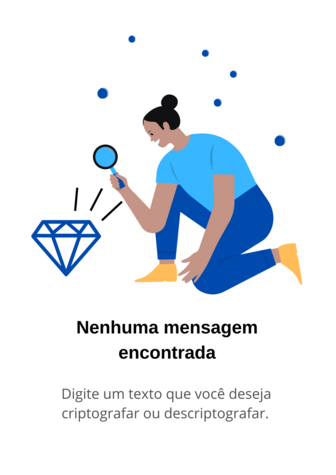 Nenhuma mensagem
encontrada
Digite um texto que você deseja
criptografar ou descriptografar.